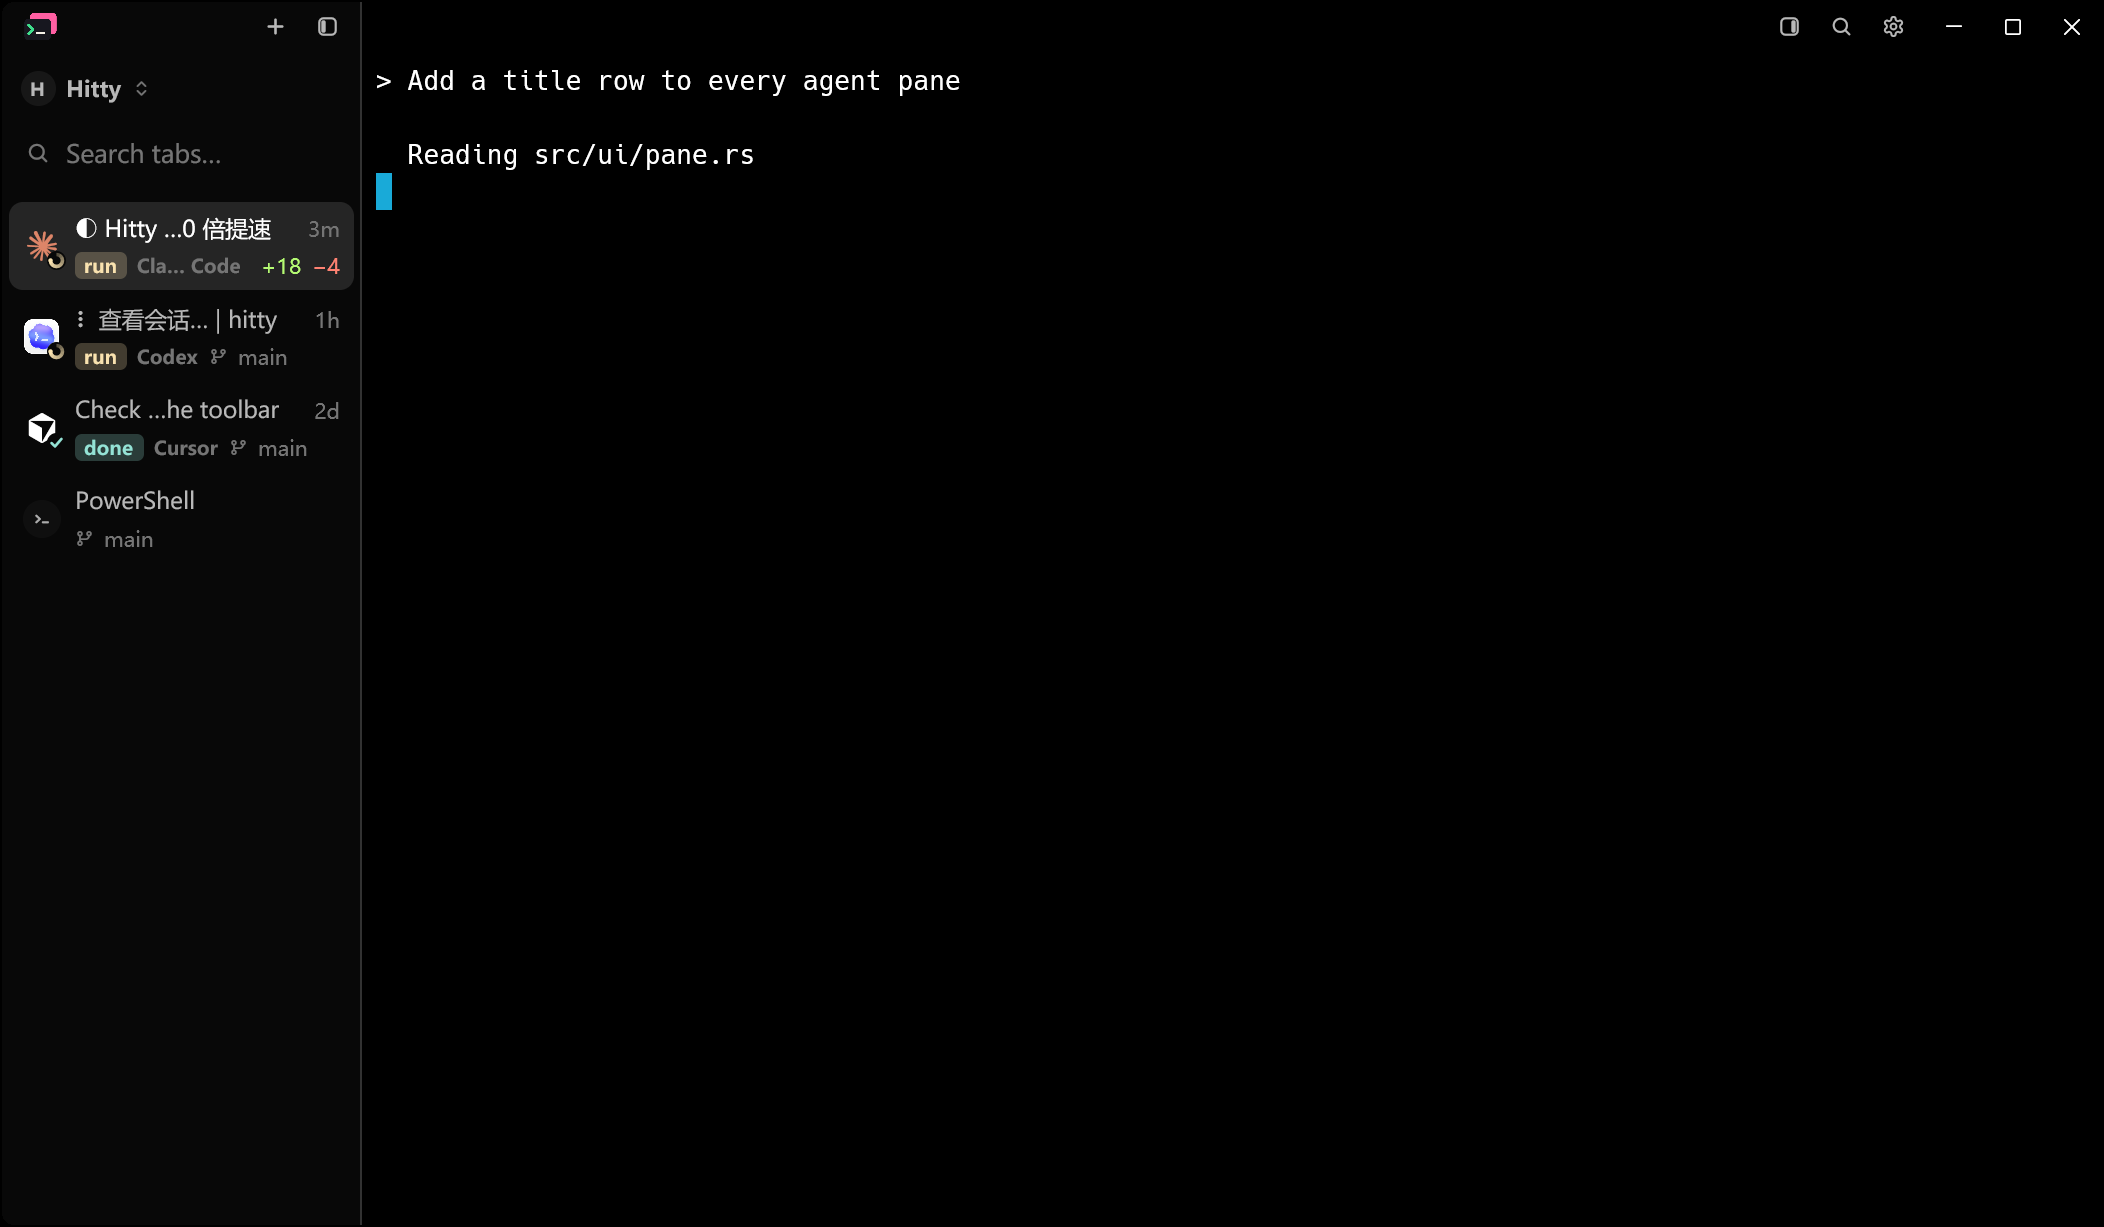 H Hitty
Search tabs...
Hitty ...0 倍提速 3m
run Cla... Code +18 −4
查看会话... | hitty 1h
run Codex main
Check ...he toolbar 2d
done Cursor main
PowerShell
main
> Add a title row to every agent pane
Reading src/ui/pane.rs